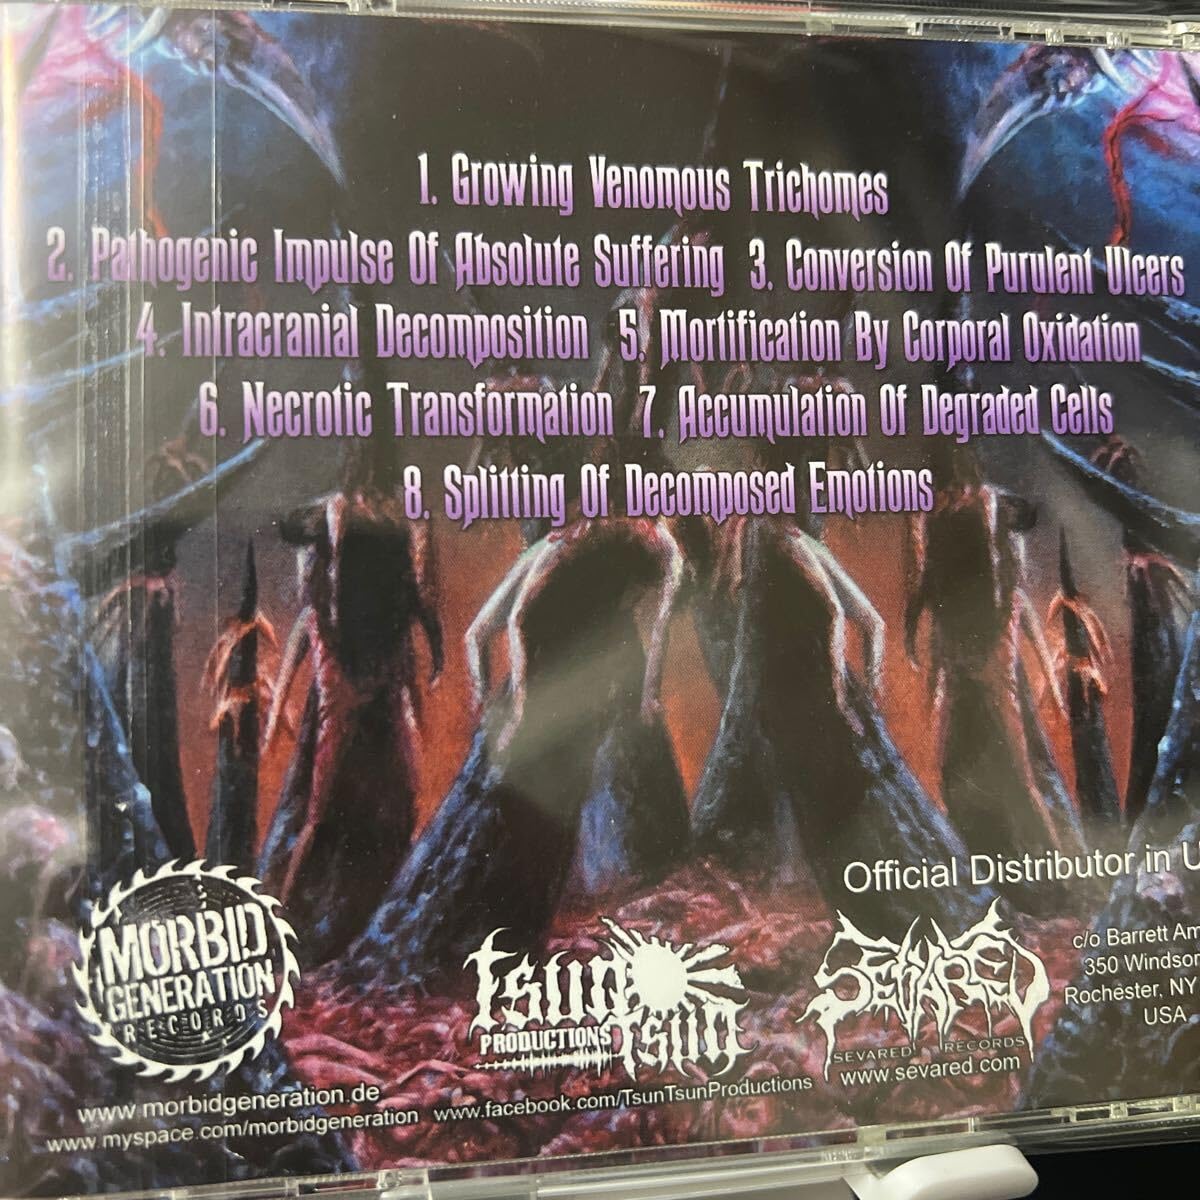 1. Growing Venomous Trichomes
2. Pathogenic Impulse Of Absolute Suffering 3. Conversion Of Purulent Ulcers
4. Intracranial Decomposition 5. Mortification By Corporal Oxidation
6. Necrotic Transformation 7. Accumulation Of Degraded Cells
8. Splitting Of Decomposed Emotions
Official Distributor in
MORBID
GENERATION
RECORDS
www.morbidgeneration.de
www.myspace.com/morbidgeneration
Tsun
PRODUCTIONS
Tsun
www.facebook.com/TsunTsunProductions
SEVARED
SEVARED RECORDS
www.sevared.com
c/o Barrett
350 Windsor
Rochester, NY
USA